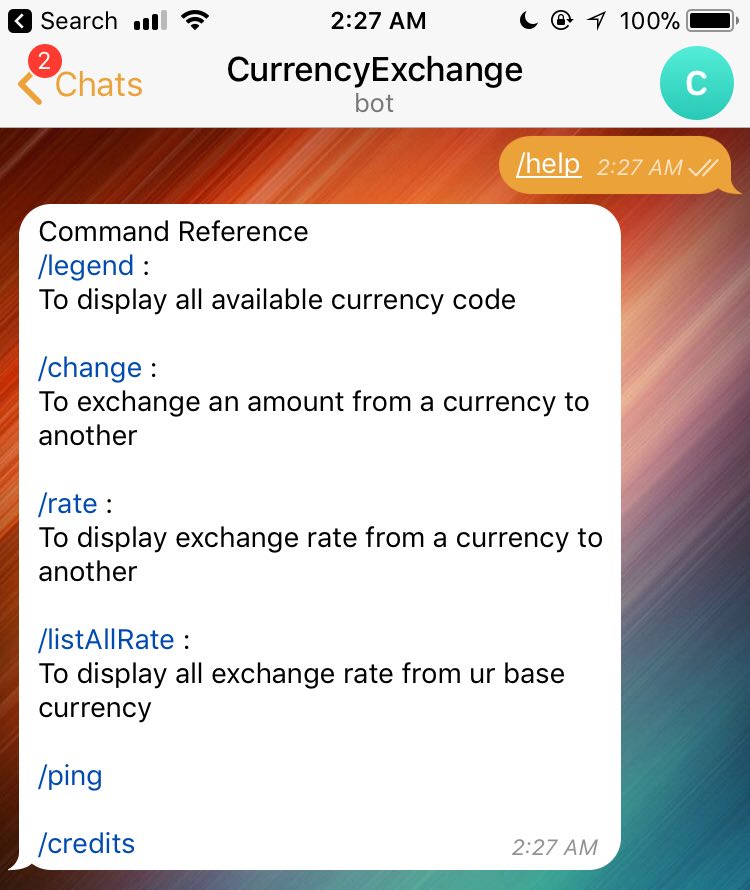 Search 2:27 AM 100%
2
Chats CurrencyExchange C
bot
/help 2:27 AM
Command Reference
/legend :
To display all available currency code
/change :
To exchange an amount from a currency to
another
/rate :
To display exchange rate from a currency to
another
/listAllRate :
To display all exchange rate from ur base
currency
/ping
/credits 2:27 AM